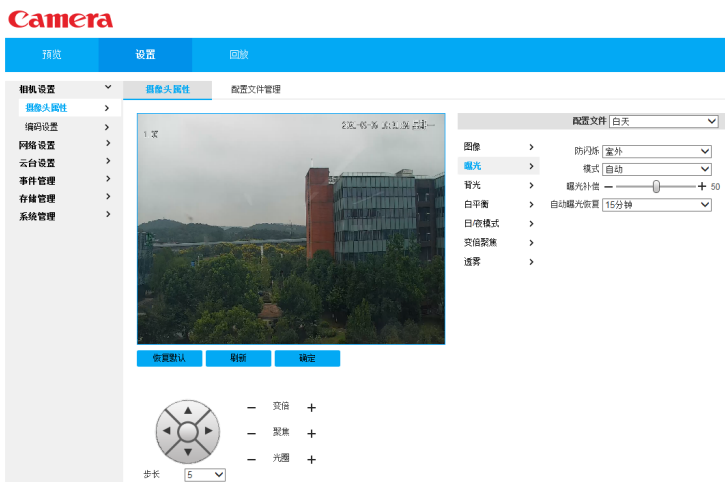 Camera
预览 设置 回放
相机设置
摄像头属性
编码设置
网络设置
云台设置
事件管理
存储管理
系统管理
摄像头属性 配置文件管理
配置文件 白天
图像
曝光
背光
白平衡
日/夜模式
变倍聚焦
透雾
防闪烁 室外
模式 自动
曝光补偿 50
自动曝光恢复 15分钟
恢复默认 刷新 确定
变倍
聚焦
光圈
步长 5